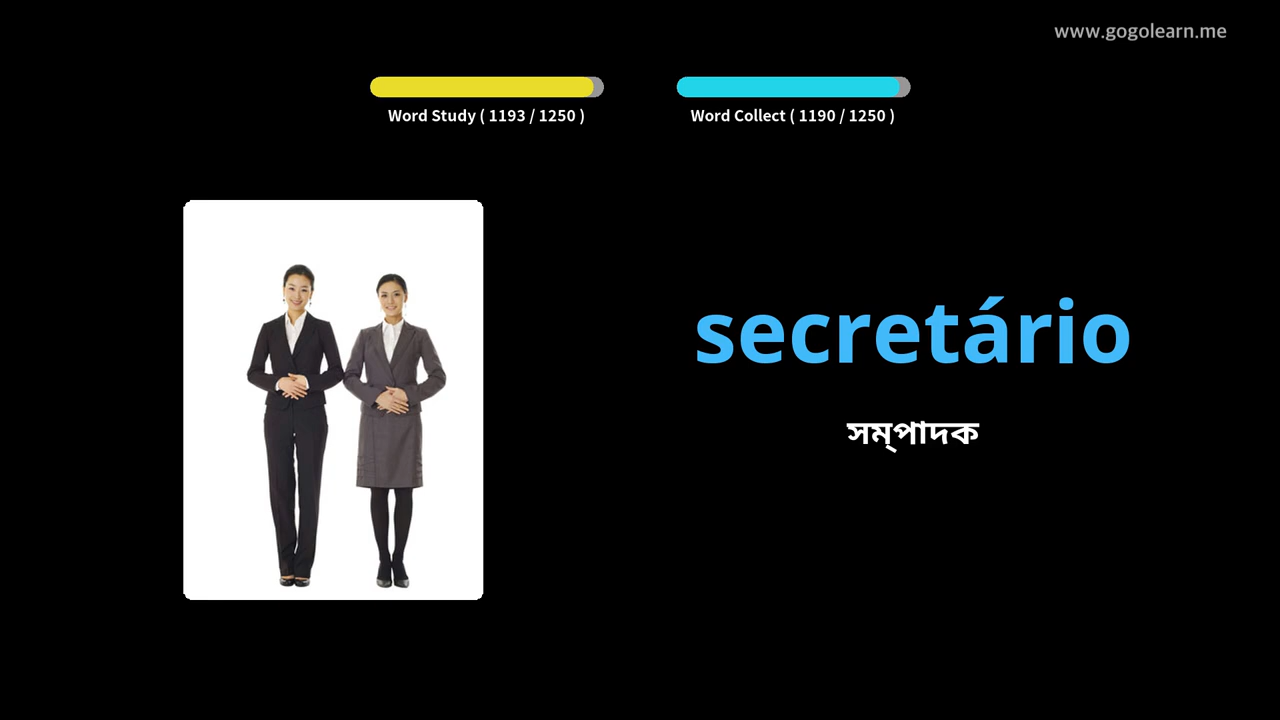 www.gogolearn.me
Word Study ( 1193 / 1250 )
Word Collect ( 1190 / 1250 )
secretário
সম্পাদক